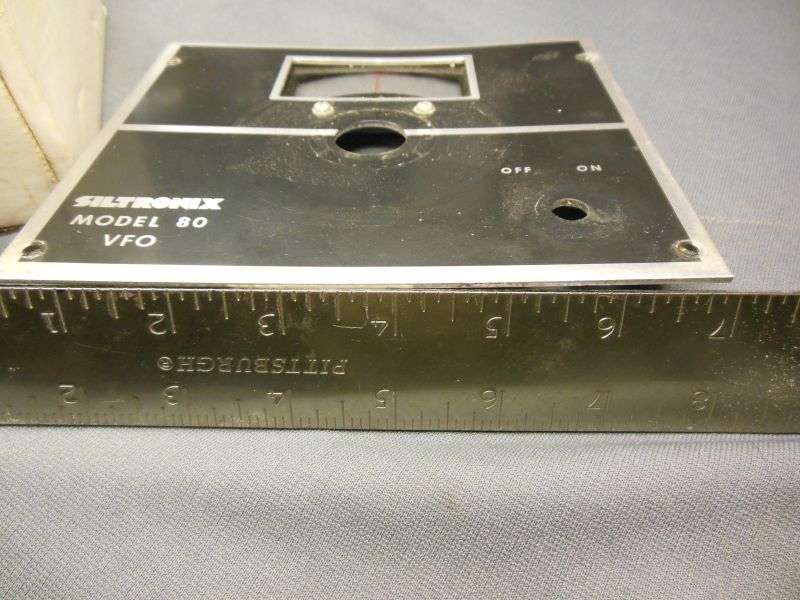 OFF ON
SILTRONIX
MODEL 80
VFO
1 2 3 4 5 6 7
PITTSBURGH®
2 3 4 5 6 7 8